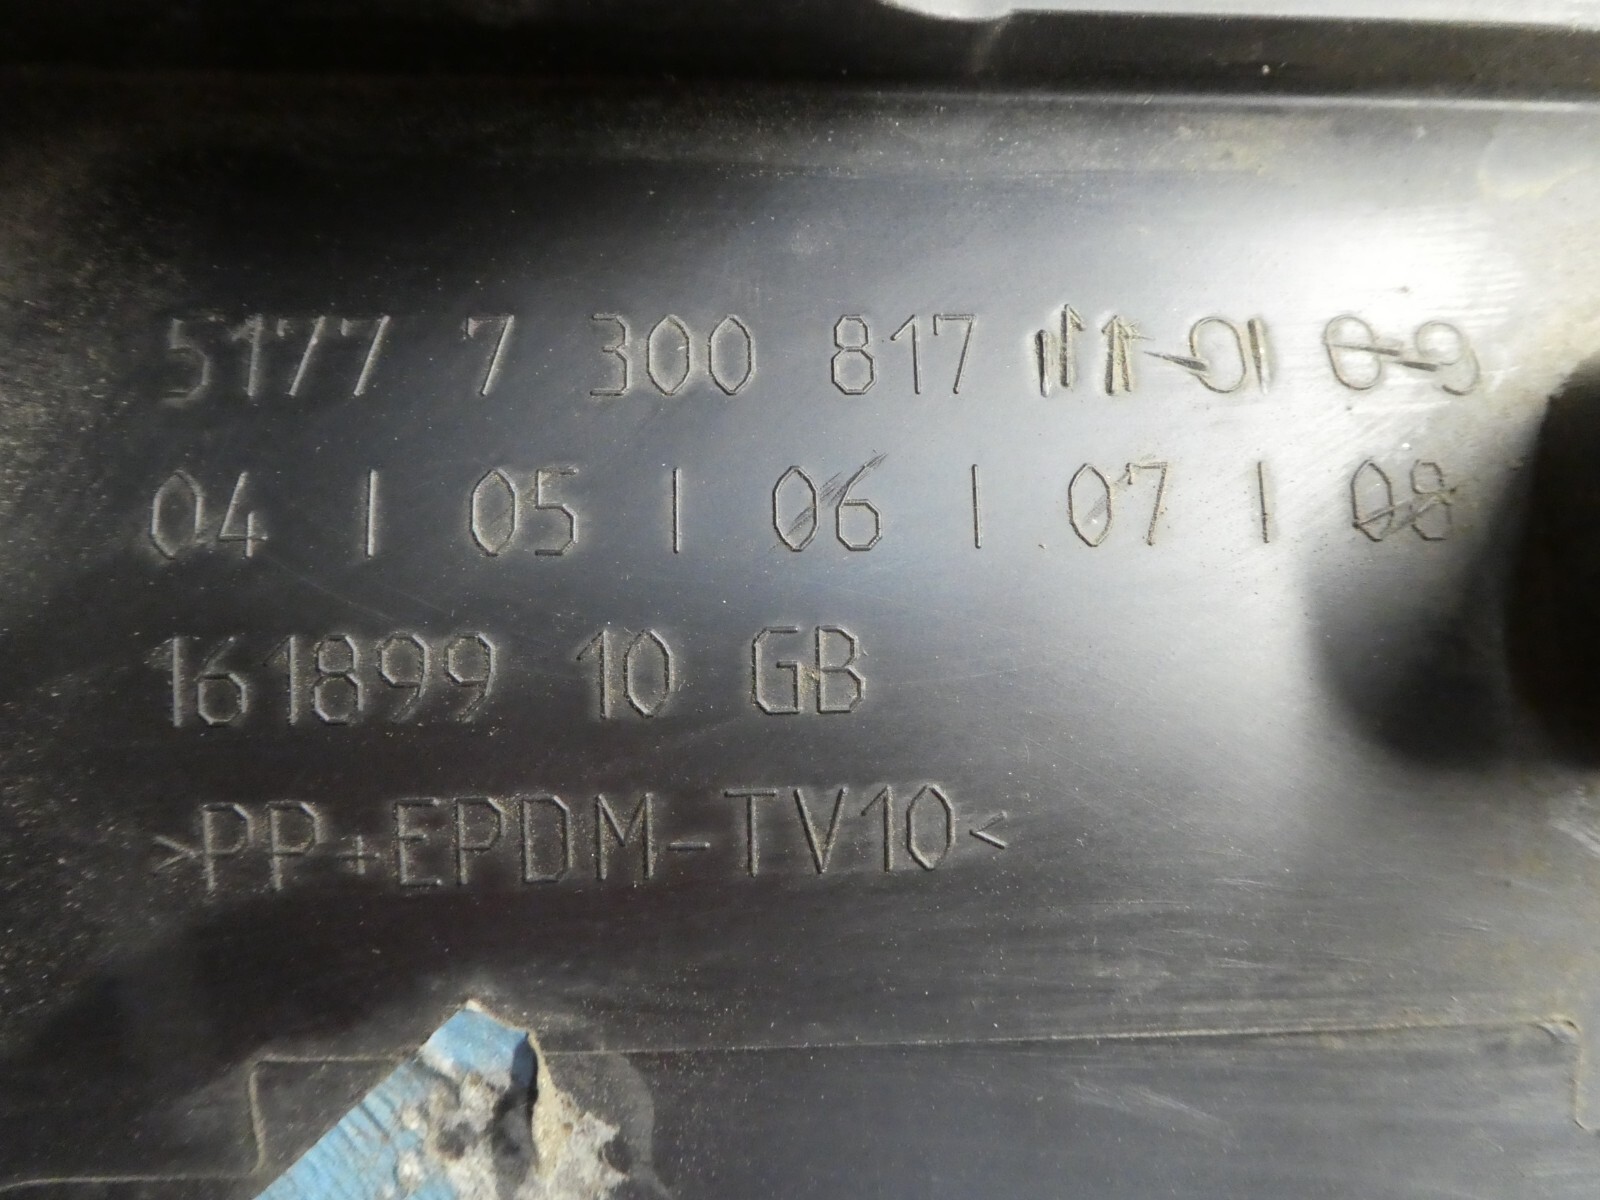 5177 7 300 817
04 | 05 | 06 | 07 | 08
161899 10 GB
>PP+EPDM-TV10<